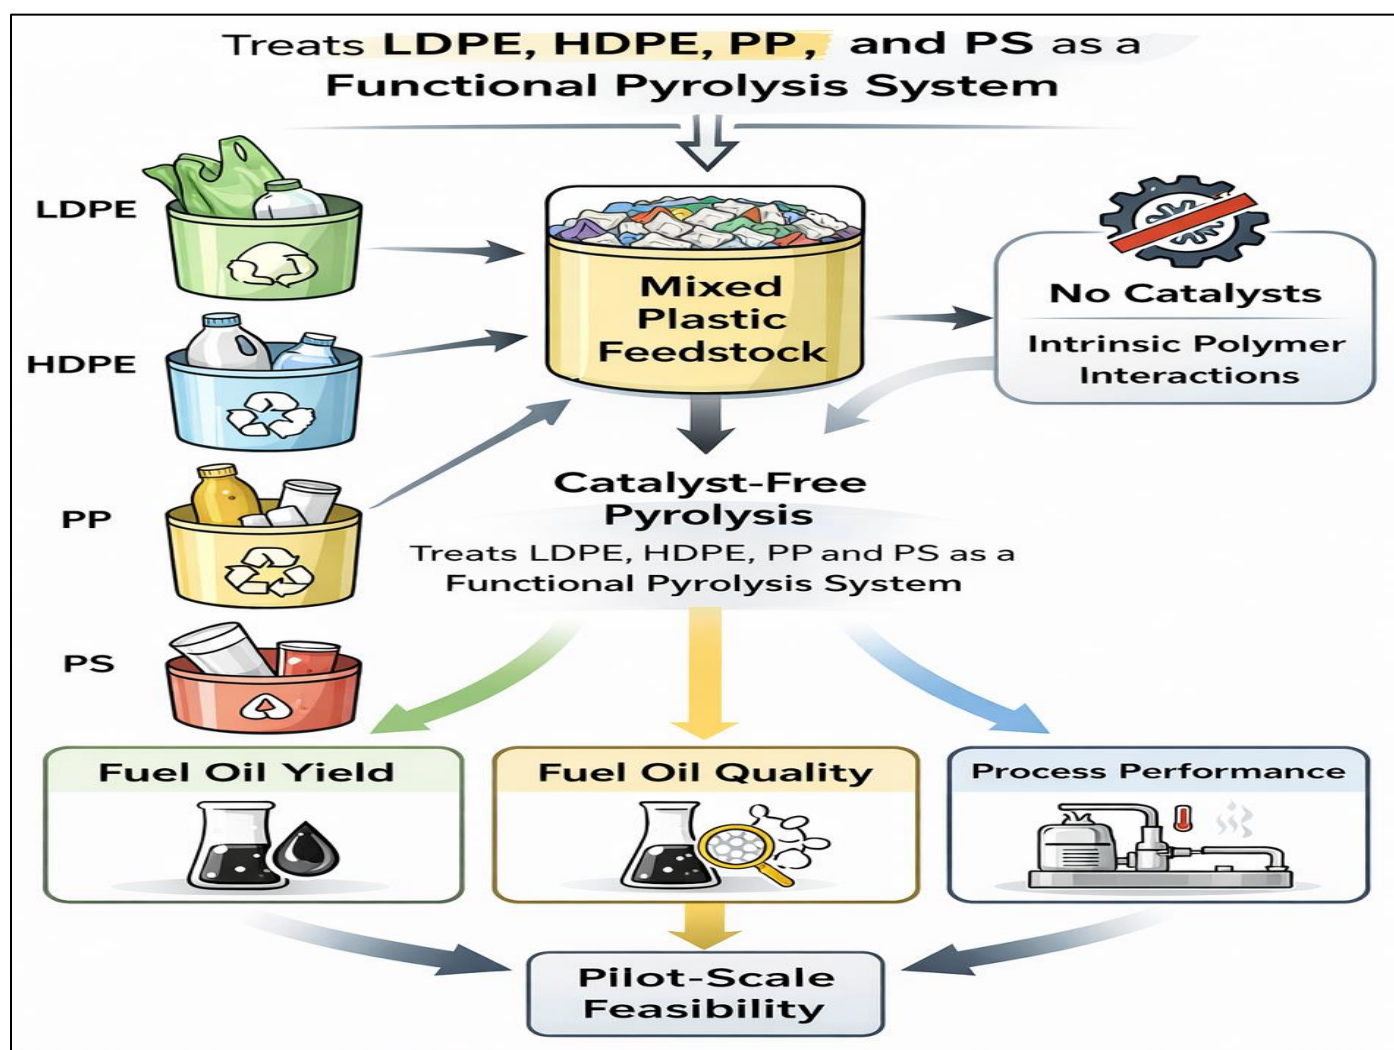 Treats LDPE, HDPE, PP, and PS as a
Functional Pyrolysis System
LDPE
HDPE
PP
PS
Mixed
Plastic
Feedstock
No Catalysts
Intrinsic Polymer
Interactions
Catalyst-Free
Pyrolysis
Treats LDPE, HDPE, PP and PS as a
Functional Pyrolysis System
Fuel Oil Yield
Fuel Oil Quality
Process Performance
Pilot-Scale
Feasibility